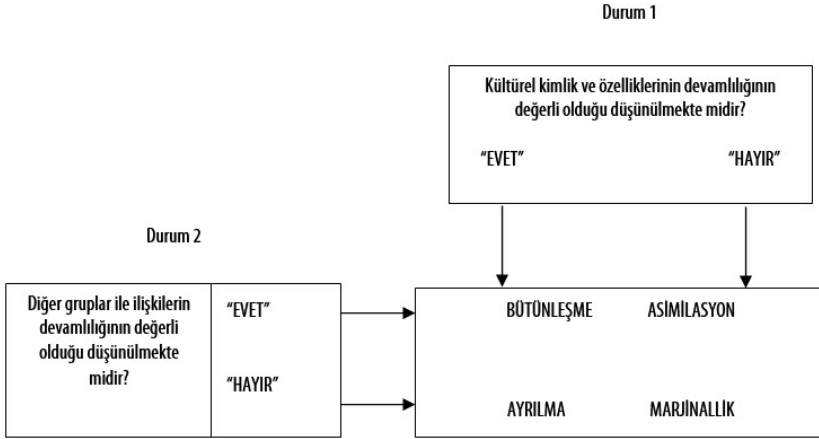 Durum 1
Kültürel kimlik ve özelliklerinin devamlılığının
değerli olduğu düşünülmekte midir?
“EVET” “HAYIR”
Durum 2
Diğer gruplar ile ilişkilerin
devamlılığının değerli
olduğu düşünülmekte
midir?
“EVET”
“HAYIR”
BÜTÜNLEŞME ASİMİLASYON
AYRILMA MARJİNALLİK